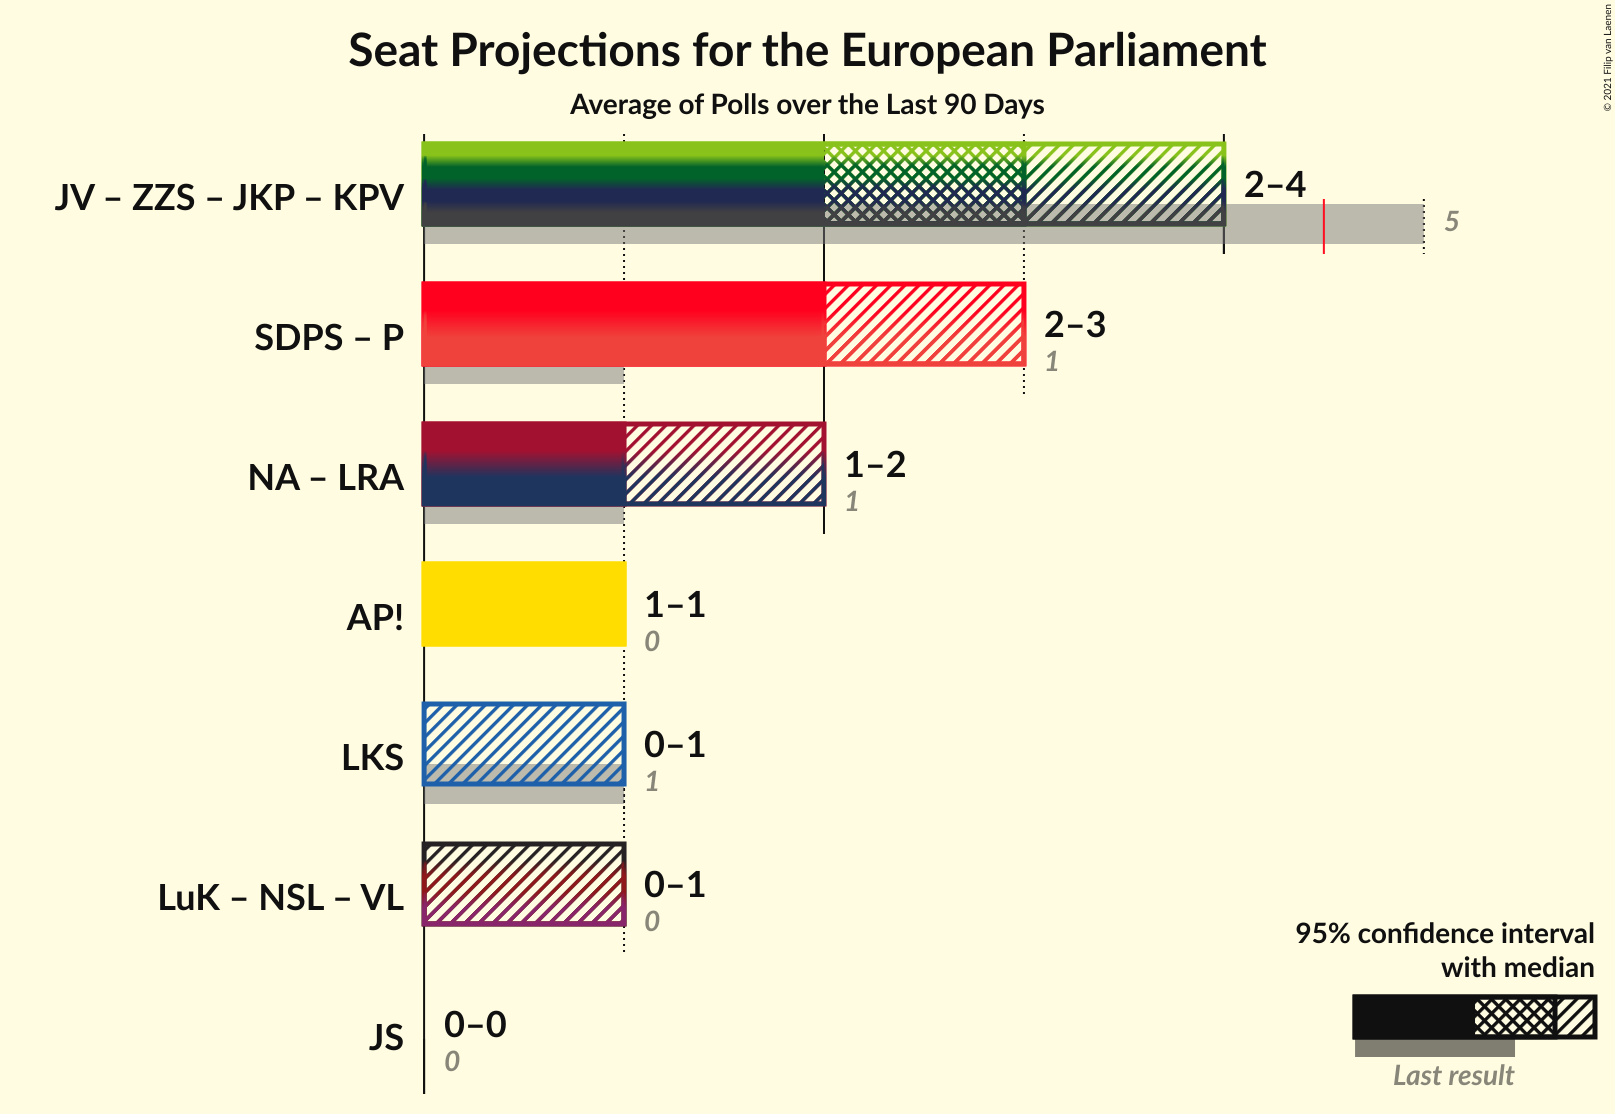 Seat Projections for the European Parliament
Average of Polls over the Last 90 Days
© 2021 Filip van Laenen
JV – ZZS – JKP – KPV
2–4
5
SDPS – P
2–3
1
NA – LRA
1–2
1
AP!
1–1
0
LKS
0–1
1
LuK – NSL – VL
0–1
0
JS
0–0
0
95% confidence interval
with median
Last result